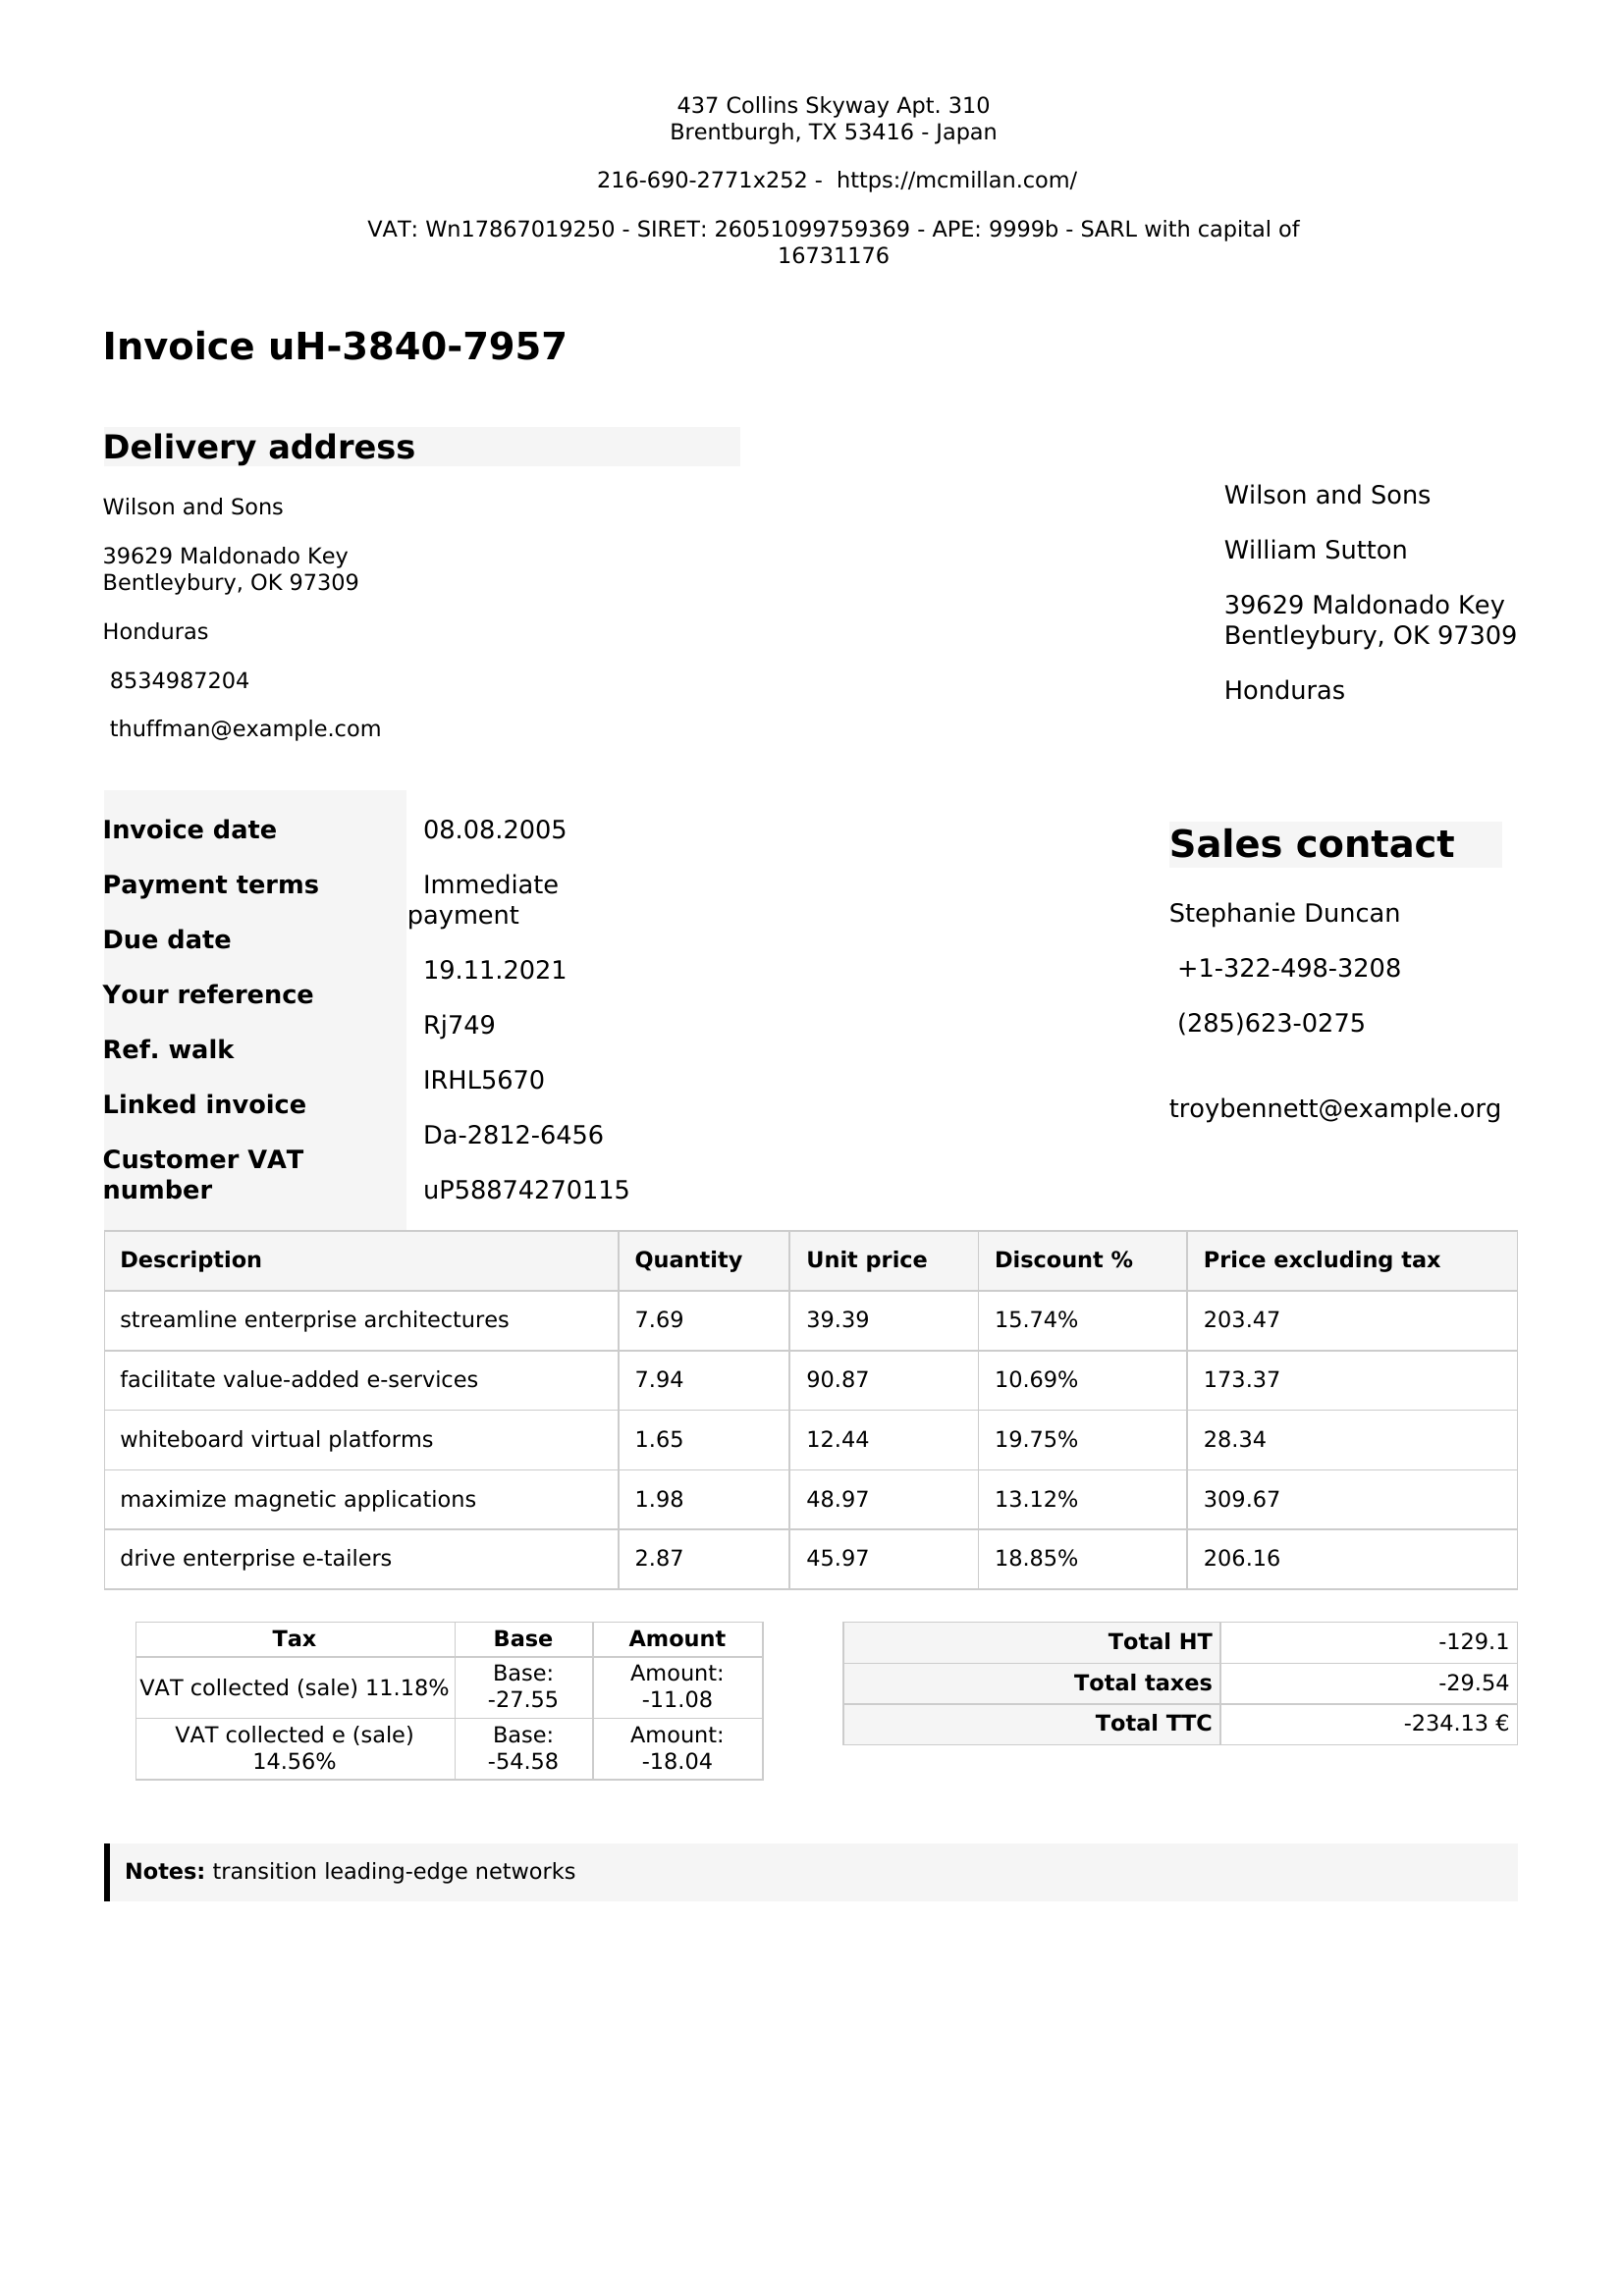 437 Collins Skyway Apt. 310
Brentburgh, TX 53416 - Japan
216-690-2771x252 - https://mcmillan.com/
VAT: Wn17867019250 - SIRET: 26051099759369 - APE: 9999b - SARL with capital of
16731176
Invoice uH-3840-7957
Delivery address
Wilson and Sons
39629 Maldonado Key
Bentleybury, OK 97309
Honduras
8534987204
thuffman@example.com
Wilson and Sons
William Sutton
39629 Maldonado Key
Bentleybury, OK 97309
Honduras
Invoice date
Payment terms
Due date
Your reference
Ref. walk
Linked invoice
Customer VAT
number
08.08.2005
Immediate
payment
19.11.2021
Rj749
IRHL5670
Da-2812-6456
uP58874270115
Sales contact
Stephanie Duncan
+1-322-498-3208
(285)623-0275
troybennett@example.org
Description Quantity Unit price Discount % Price excluding tax
streamline enterprise architectures 7.69 39.39 15.74% 203.47
facilitate value-added e-services 7.94 90.87 10.69% 173.37
whiteboard virtual platforms 1.65 12.44 19.75% 28.34
maximize magnetic applications 1.98 48.97 13.12% 309.67
drive enterprise e-tailers 2.87 45.97 18.85% 206.16
Tax Base Amount
VAT collected (sale) 11.18% Base: -27.55 Amount: -11.08
VAT collected e (sale) 14.56% Base: -54.58 Amount: -18.04
Total HT -129.1
Total taxes -29.54
Total TTC -234.13 €
Notes: transition leading-edge networks